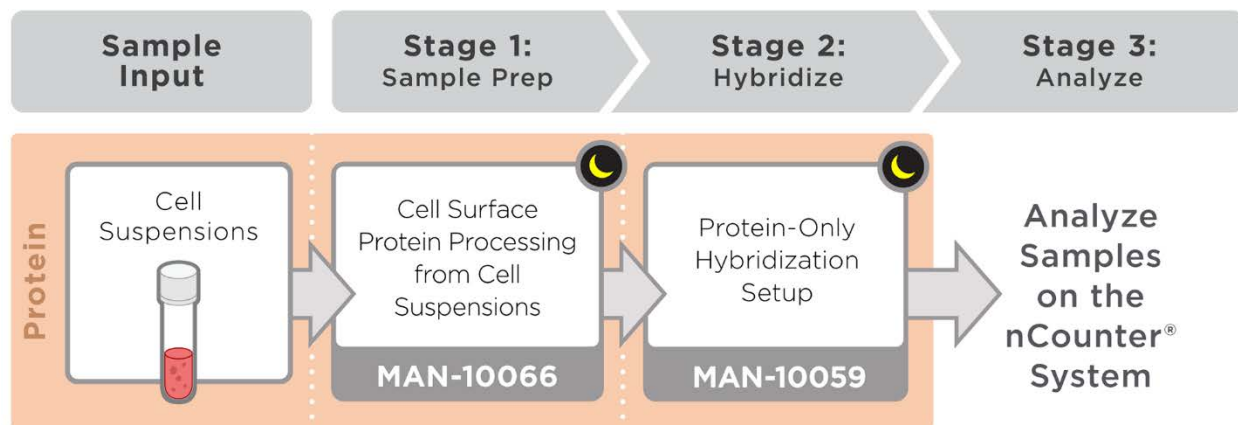 Sample
Input
Stage 1:
Sample Prep
Stage 2:
Hybridize
Stage 3:
Analyze
Protein
Cell
Suspensions
Cell Surface
Protein Processing
from Cell
Suspensions
MAN-10066
Protein-Only
Hybridization
Setup
MAN-10059
Analyze
Samples
on the
nCounter®
System